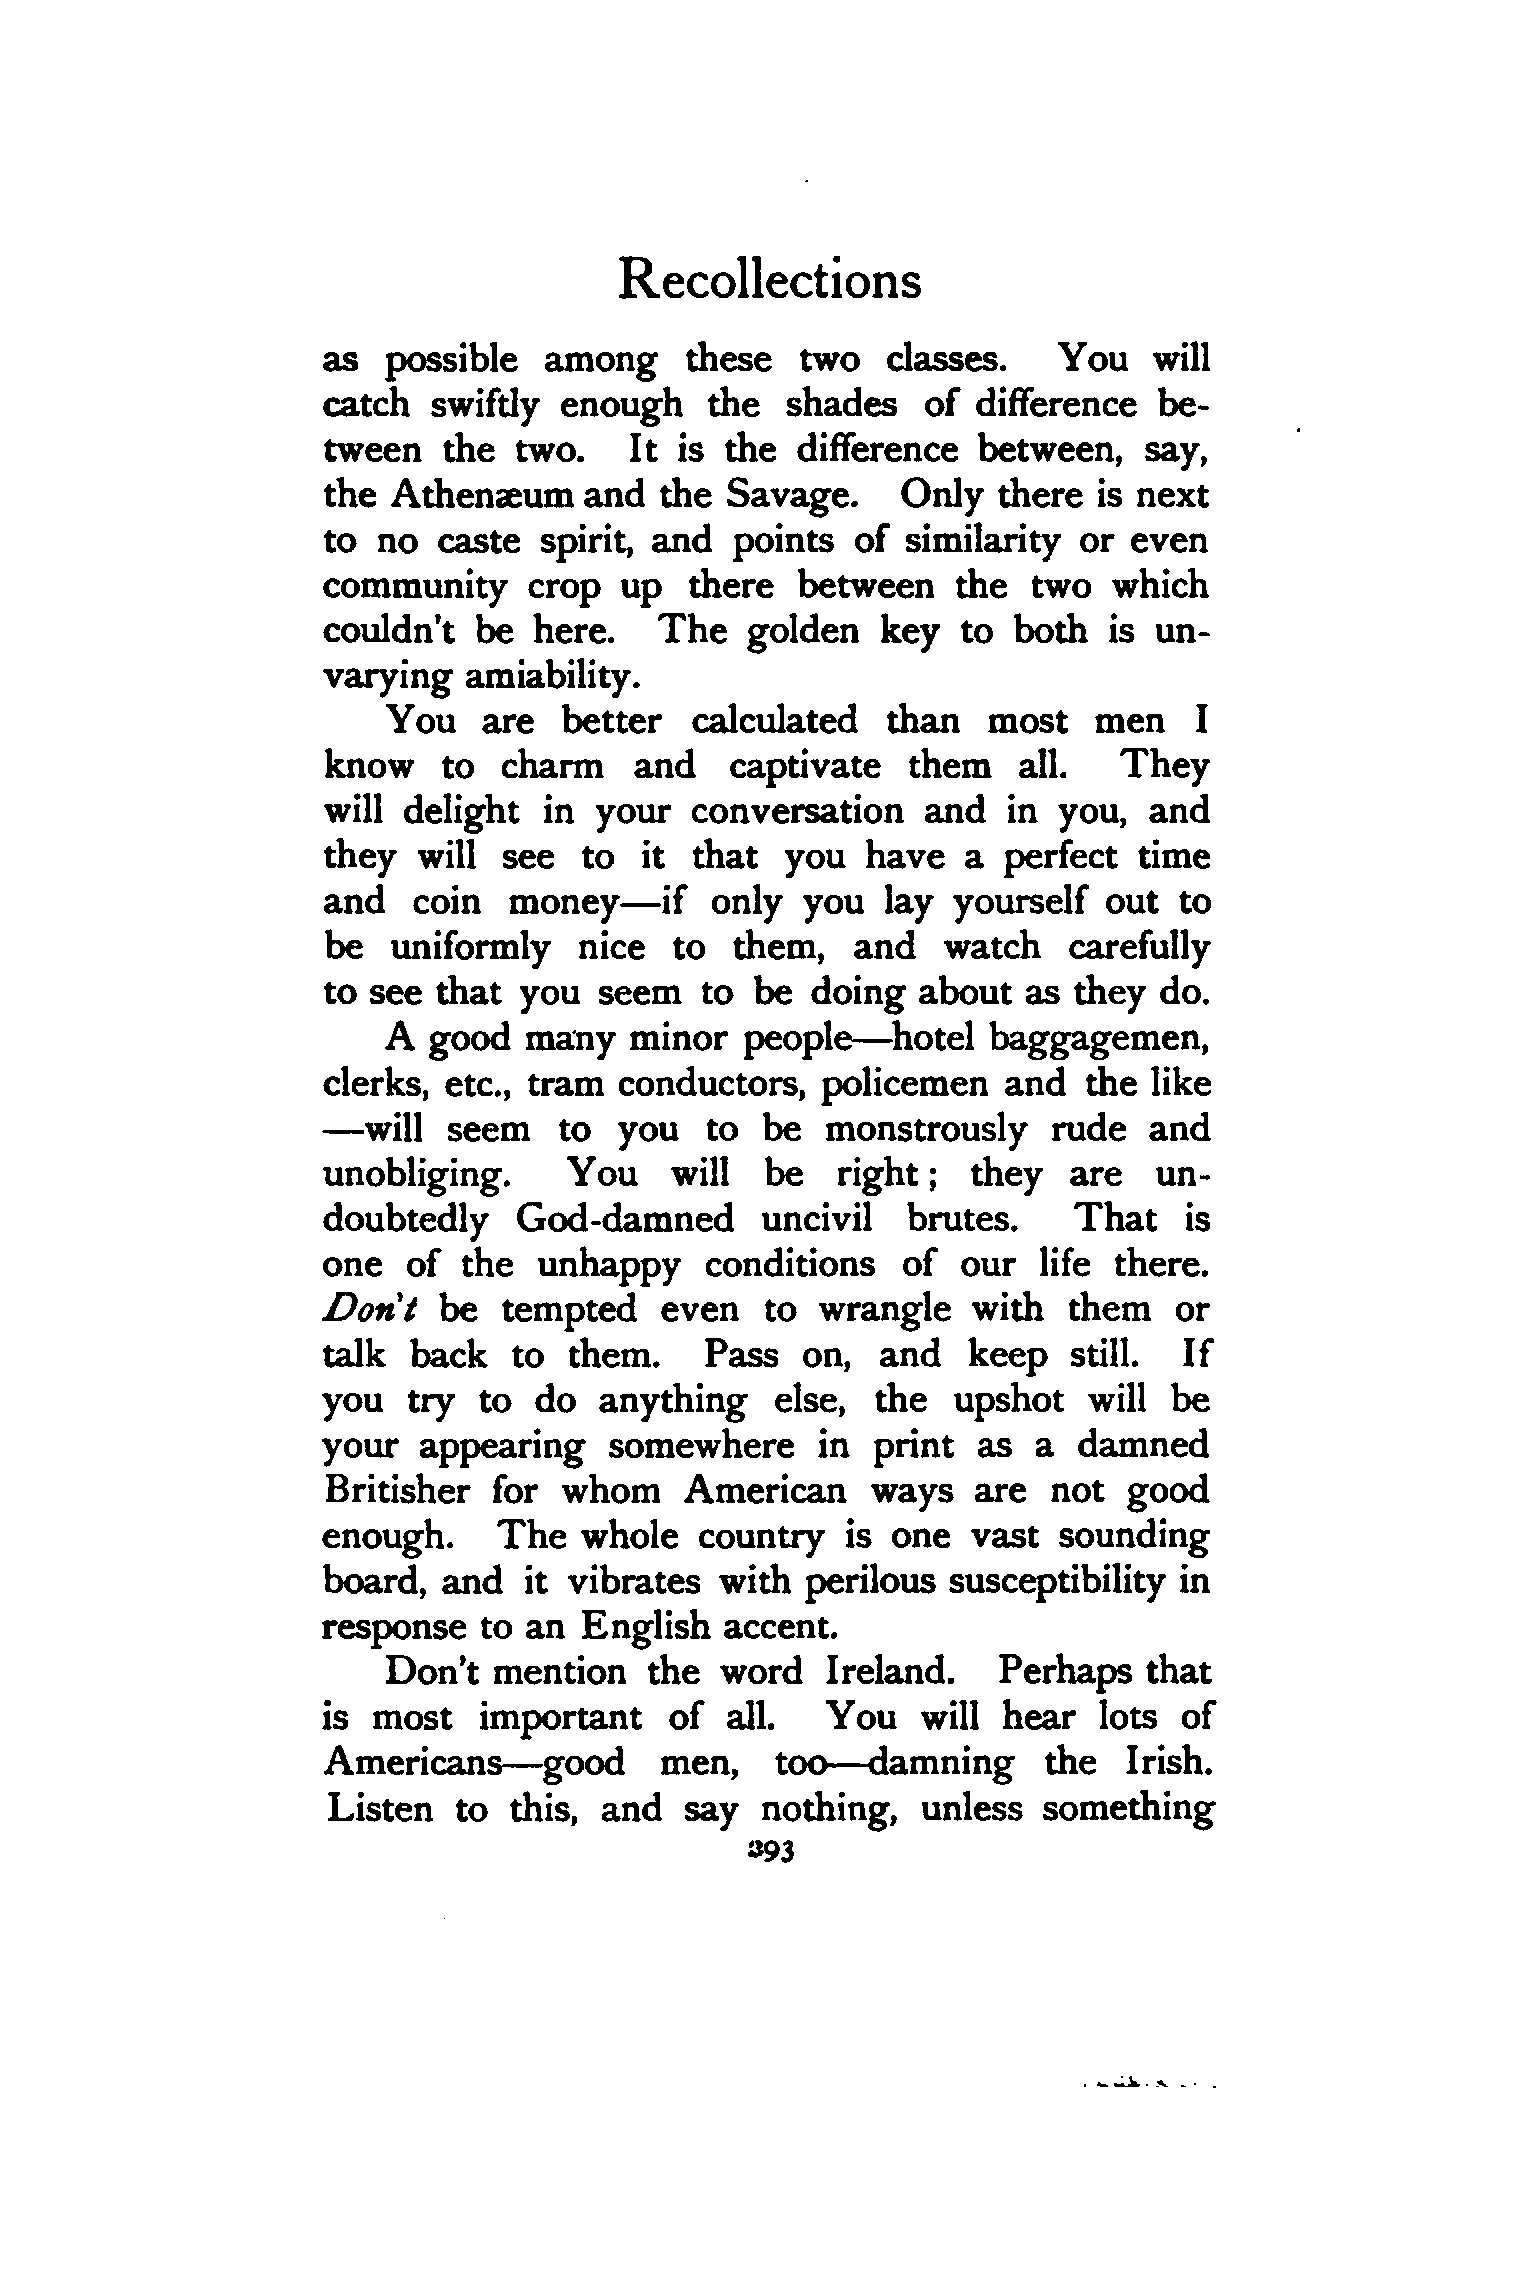 Recollections
as possible among these two classes. You will
catch swiftly enough the shades of difference be-
tween the two. It is the difference between, say,
the Athenæum and the Savage. Only there is next
to no caste spirit, and points of similarity or even
community crop up there between the two which
couldn't be here. The golden key to both is un-
varying amiability.
You are better calculated than most men I
know to charm and captivate them all. They
will delight in your conversation and in you, and
they will see to it that you have a perfect time
and coin money—if only you lay yourself out to
be uniformly nice to them, and watch carefully
to see that you seem to be doing about as they do.
A good many minor people—hotel baggagemen,
clerks, etc., tram conductors, policemen and the like
—will seem to you to be monstrously rude and
unobliging. You will be right; they are un-
doubtedly God-damned uncivil brutes. That is
one of the unhappy conditions of our life there.
Don't be tempted even to wrangle with them or
talk back to them. Pass on, and keep still. If
you try to do anything else, the upshot will be
your appearing somewhere in print as a damned
Britisher for whom American ways are not good
enough. The whole country is one vast sounding
board, and it vibrates with perilous susceptibility in
response to an English accent.
Don't mention the word Ireland. Perhaps that
is most important of all. You will hear lots of
Americans—good men, too—damning the Irish.
Listen to this, and say nothing, unless something
393